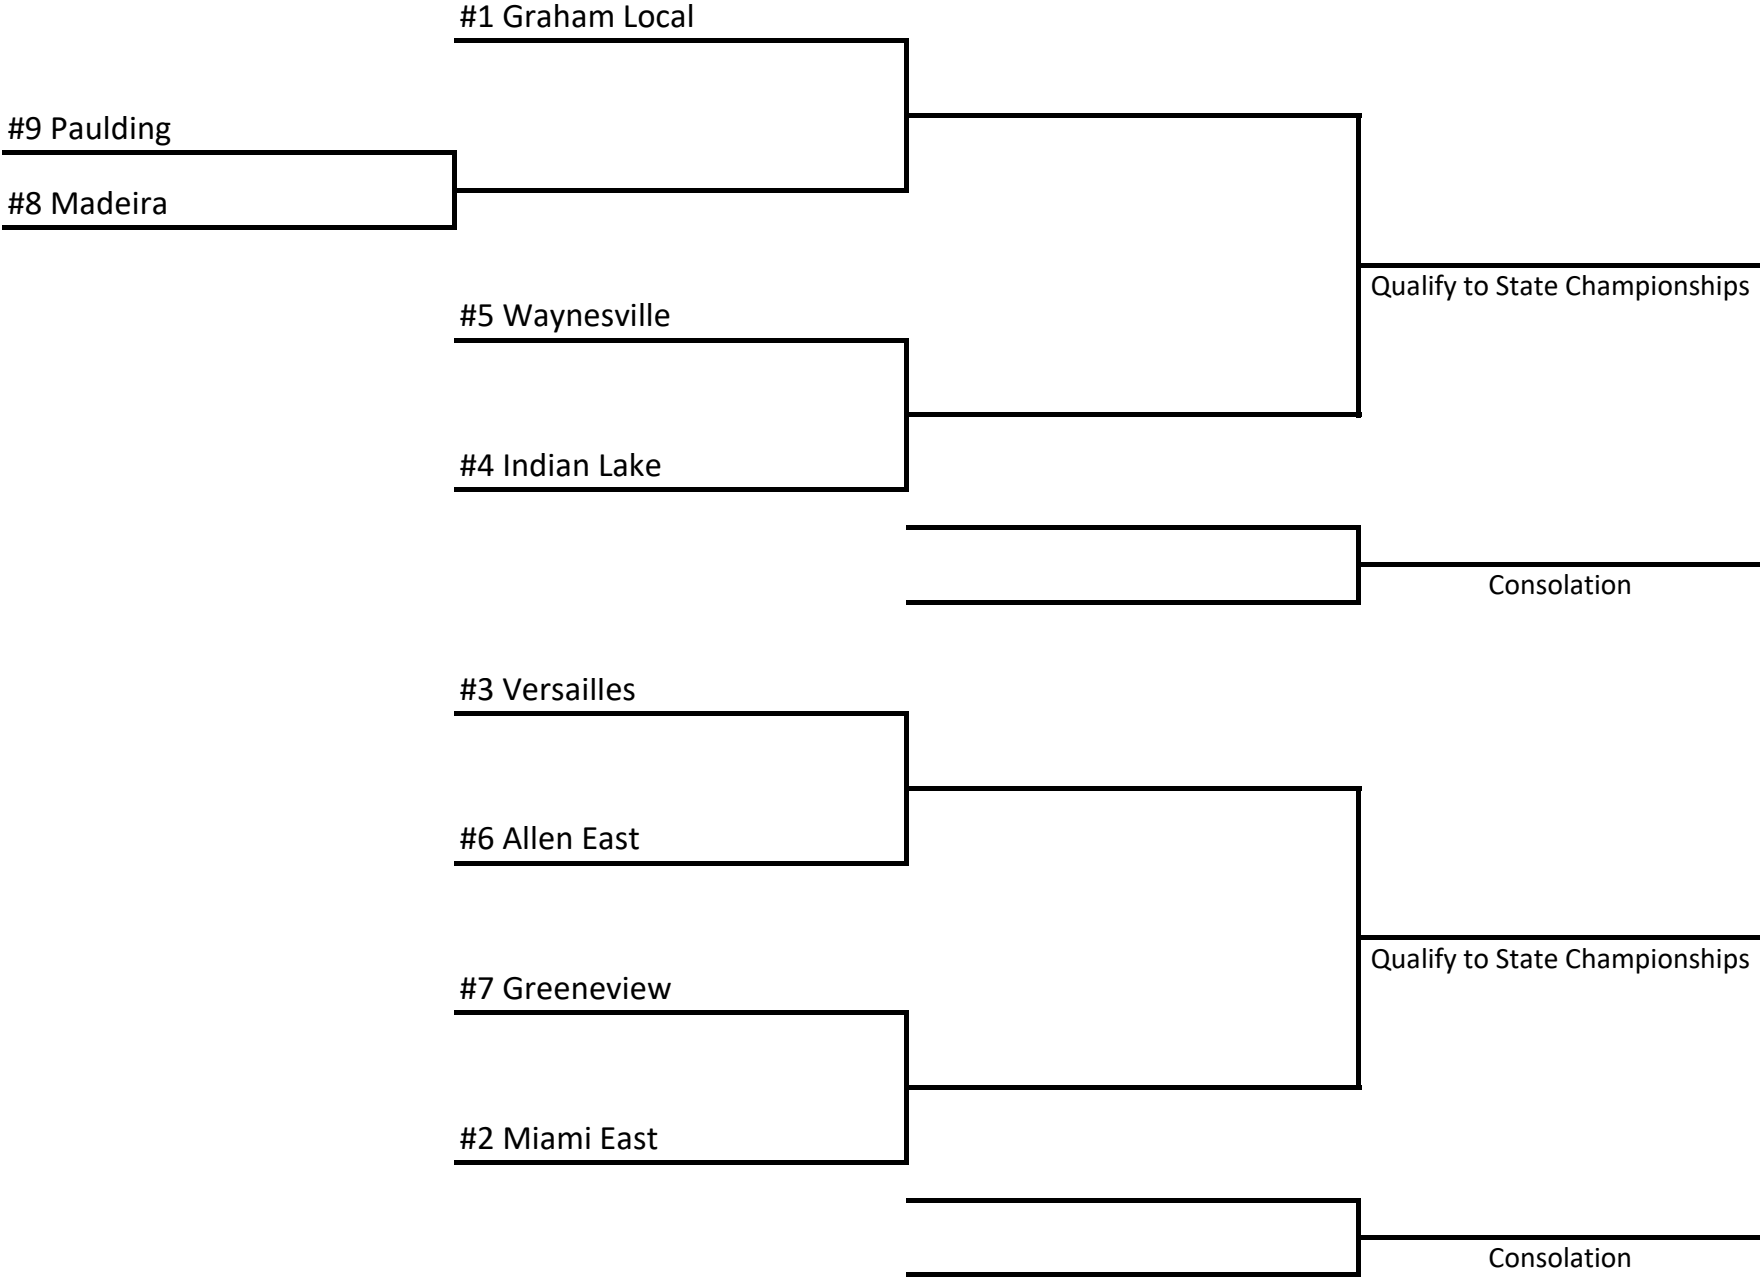 #1 Graham Local
#9 Paulding
#8 Madeira
Qualify to State Championships
#5 Waynesville
#4 Indian Lake
Consolation
#3 Versailles
#6 Allen East
Qualify to State Championships
#7 Greeneview
#2 Miami East
Consolation